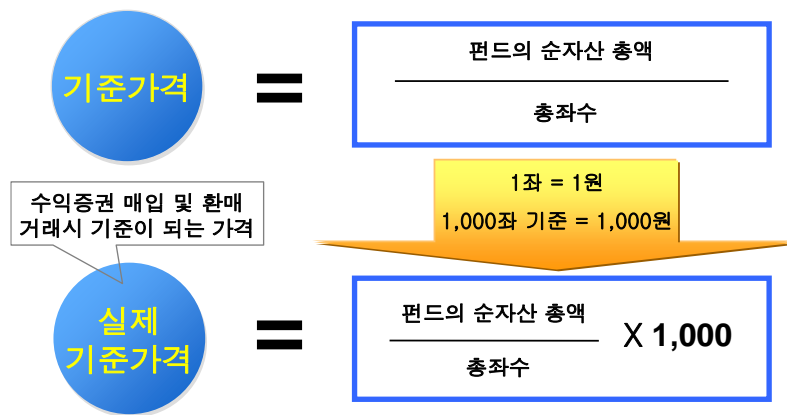 기준가격
=
펀드의 순자산 총액
총좌수
수익증권 매입 및 환매
거래시 기준이 되는 가격
1좌 = 1원
1,000좌 기준 = 1,000원
실제
기준가격
=
펀드의 순자산 총액
총좌수
X 1,000